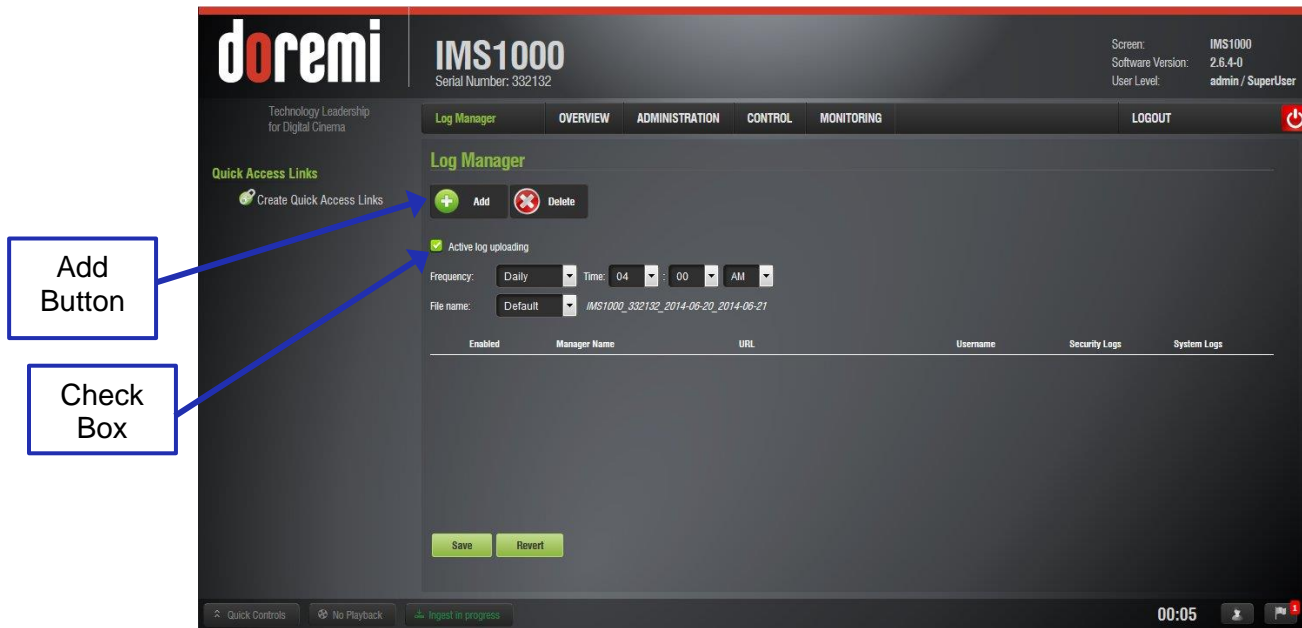 doremi
Technology Leadership
for Digital Cinema
IMS1000
Serial Number: 332132
Screen: IMS1000
Software Version: 2.6.4-0
User Level: admin / SuperUser
Log Manager OVERVIEW ADMINISTRATION CONTROL MONITORING LOGOUT
Quick Access Links
Create Quick Access Links
Log Manager
Add Delete
Active log uploading
Frequency: Daily Time: 04 : 00 AM
File name: Default IMS1000_332132_2014-06-20_2014-06-21
Enabled Manager Name URL Username Security Logs System Logs
Save Revert
Quick Controls No Playback Ingest in progress 00:05 1
Add
Button
Check
Box